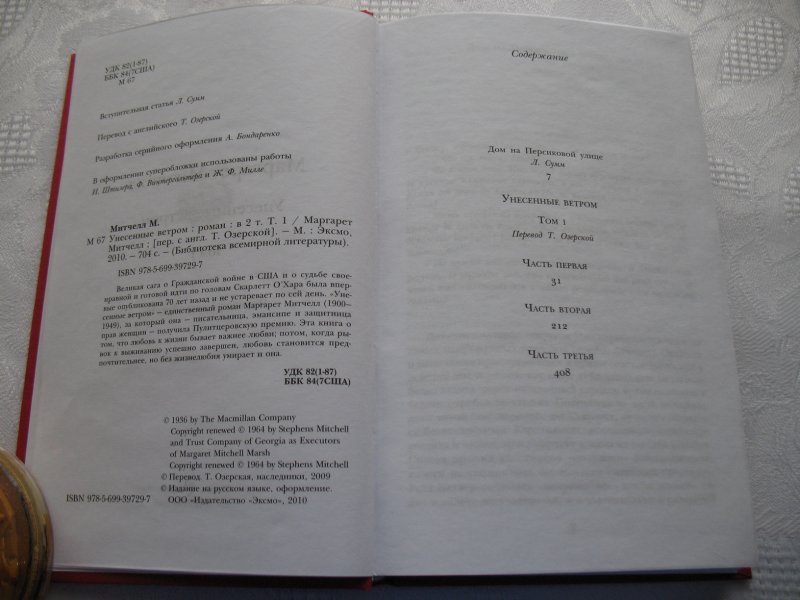 УДК 82(1-87)
ББК 84(7США)
М 67
Вступительная статья Л. Сумм
Перевод с английского Т. Озерской
Разработка серийного оформления А. Бондаренко
В оформлении суперобложки использованы работы
И. Штилера, Ф. Винтерхальтера и Ж. Ф. Милле
Митчелл М.
М 67 Унесенные ветром : роман : в 2 т. Т. 1 / Маргарет
Митчелл ; [пер. с англ. Т. Озерской]. – М. : Эксмо,
2010. – 704 с. – (Библиотека всемирной литературы).
ISBN 978-5-699-39729-7
Великая сага о Гражданской войне в США и о судьбе свое-
нравной и готовой идти по головам Скарлетт О'Хара была впер-
вые опубликована 70 лет назад и не устаревает по сей день. «Уне-
сенные ветром» – единственный роман Маргарет Митчелл (1900–
1949), за который она – писательница, эмансипе и защитница
прав женщин – получила Пулитцеровскую премию. Эта книга о
том, что любовь к жизни бывает важнее любви; потом, когда ры-
вок к выживанию успешно завершен, любовь становится пред-
почтительнее, но без жизнелюбия умирает и она.
УДК 82(1-87)
ББК 84(7США)
© 1936 by The Macmillan Company
Copyright renewed © 1964 by Stephens Mitchell
and Trust Company of Georgia as Executors
of Margaret Mitchell Marsh
Copyright renewed © 1964 by Stephens Mitchell
© Перевод. Т. Озерская, наследники, 2009
© Издание на русском языке, оформление.
ISBN 978-5-699-39729-7 ООО «Издательство «Эксмо», 2010
Содержание
Дом на Персиковой улице
Л. Сумм
7
Унесенные ветром
Том 1
Перевод Т. Озерской
Часть первая
31
Часть вторая
212
Часть третья
408